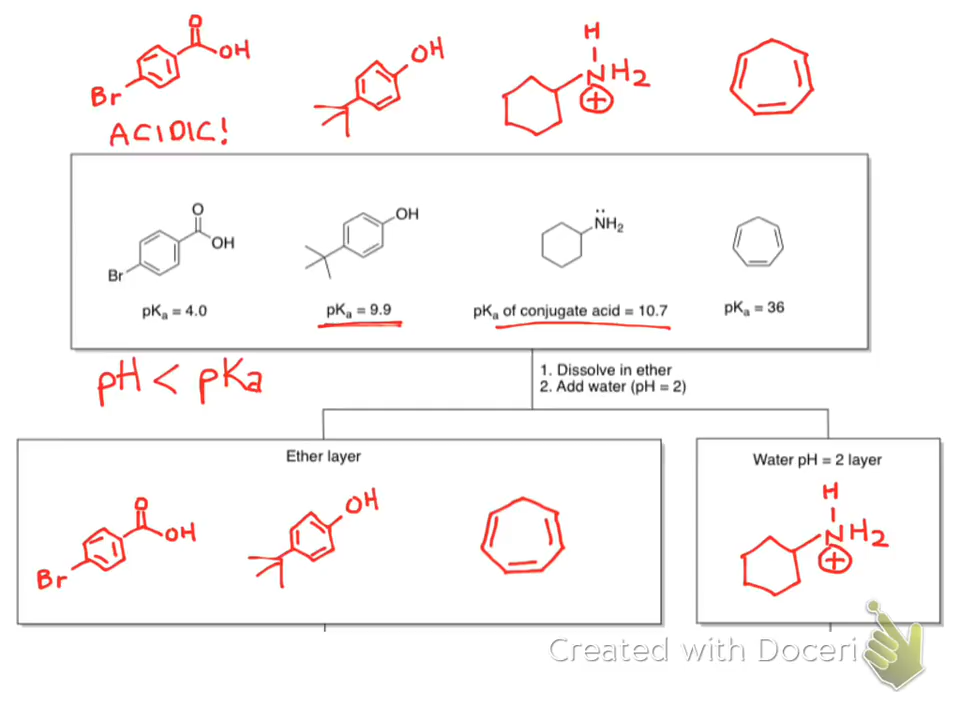 O
OH
Br
OH
H
NH2
+
ACIDIC!
O
OH
Br
OH
NH2
pKa = 4.0
pKa = 9.9
pKa of conjugate acid = 10.7
pKa = 36
pH < pKa
1. Dissolve in ether
2. Add water (pH = 2)
Ether layer
Water pH = 2 layer
O
OH
Br
OH
H
NH2
+
Created with Doceri